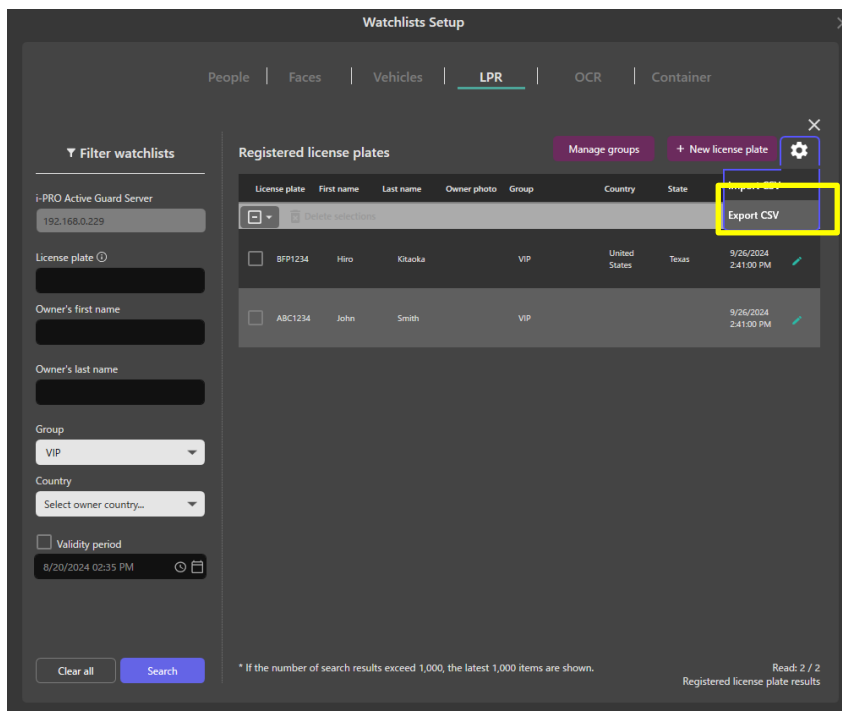 Watchlists Setup
People
Faces
Vehicles
LPR
OCR
Container
Filter watchlists
i-PRO Active Guard Server
192.168.0.229
License plate
Owner's first name
Owner's last name
Group
VIP
Country
Select owner country...
Validity period
8/20/2024 02:35 PM
Clear all
Search
Registered license plates
Manage groups
+ New license plate
Import CSV
Export CSV
License plate First name Last name Owner photo Group Country State
Delete selections
BFP1234 Hiro Kitaoka VIP United States Texas 9/26/2024 2:41:00 PM
ABC1234 John Smith VIP 9/26/2024 2:41:00 PM
* If the number of search results exceed 1,000, the latest 1,000 items are shown.
Read: 2 / 2
Registered license plate results